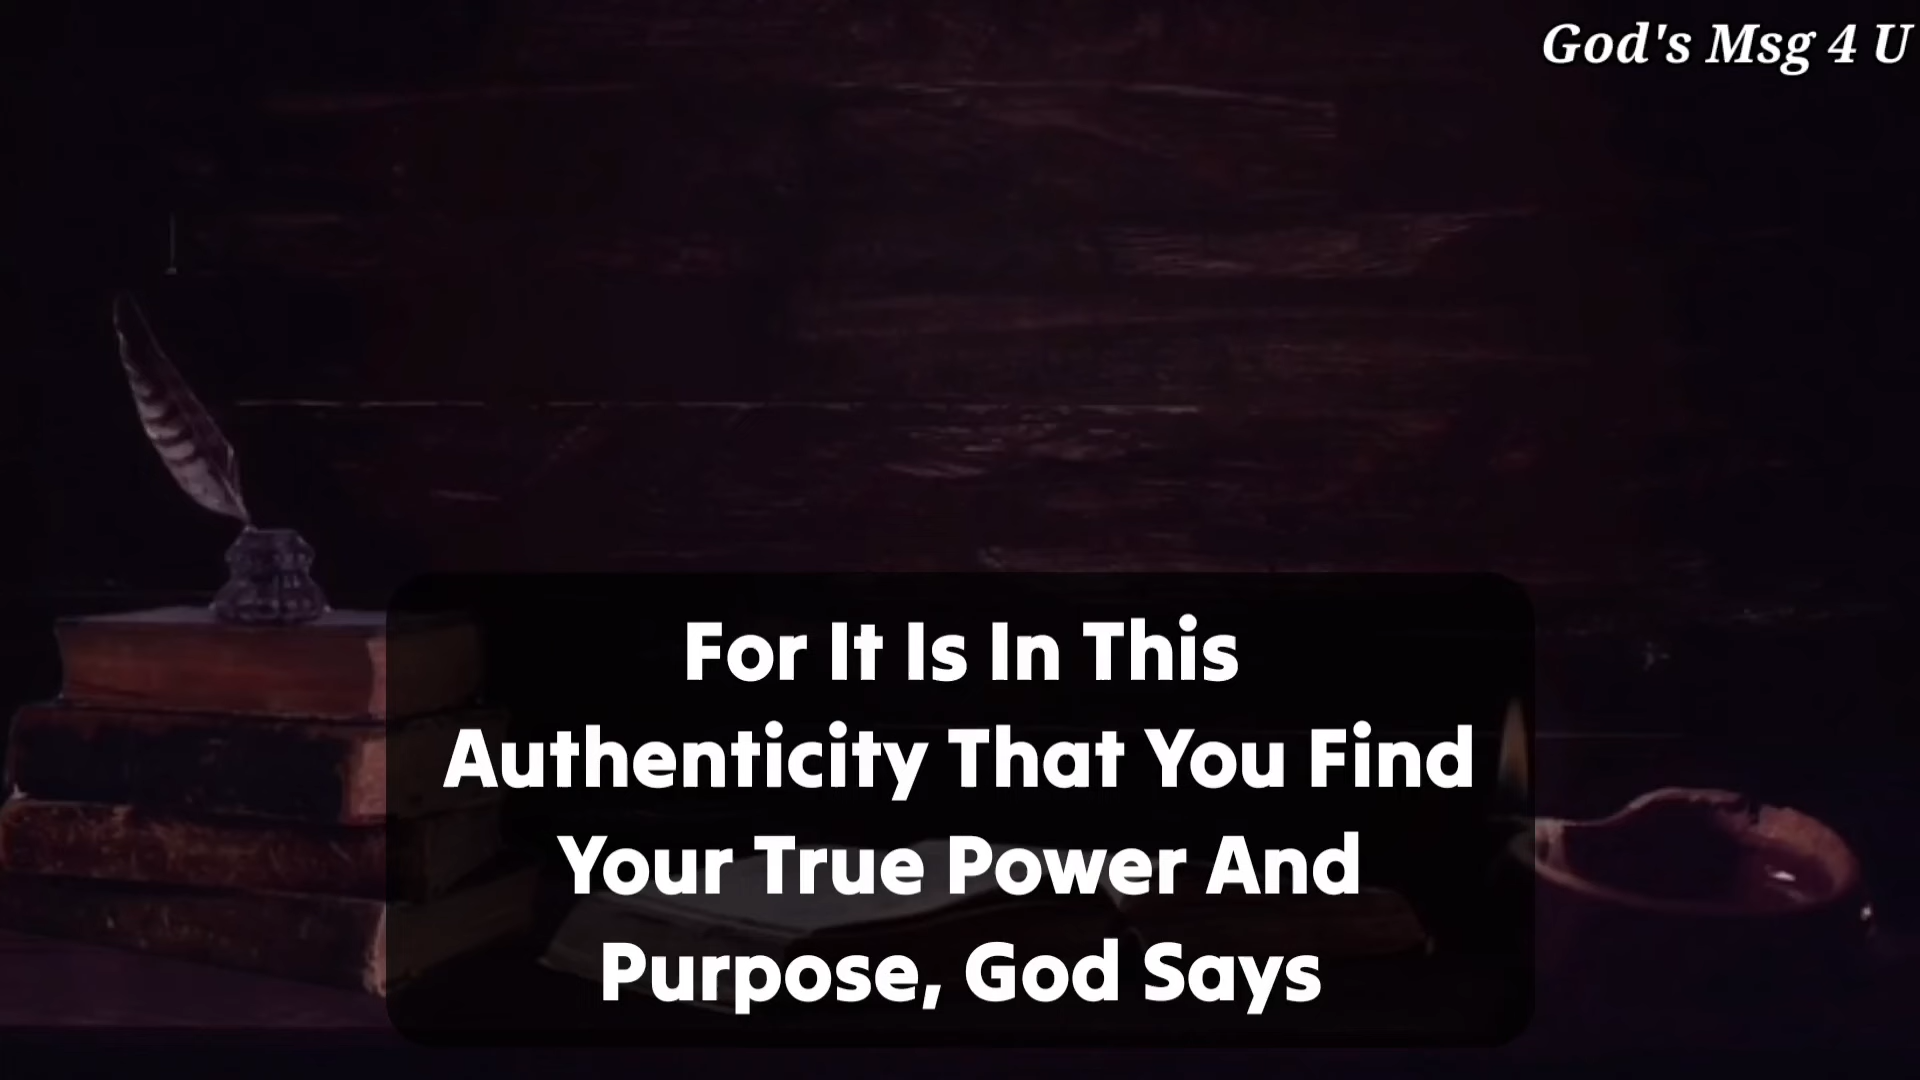 God's Msg 4 U
For It Is In This
Authenticity That You Find
Your True Power And
Purpose, God Says